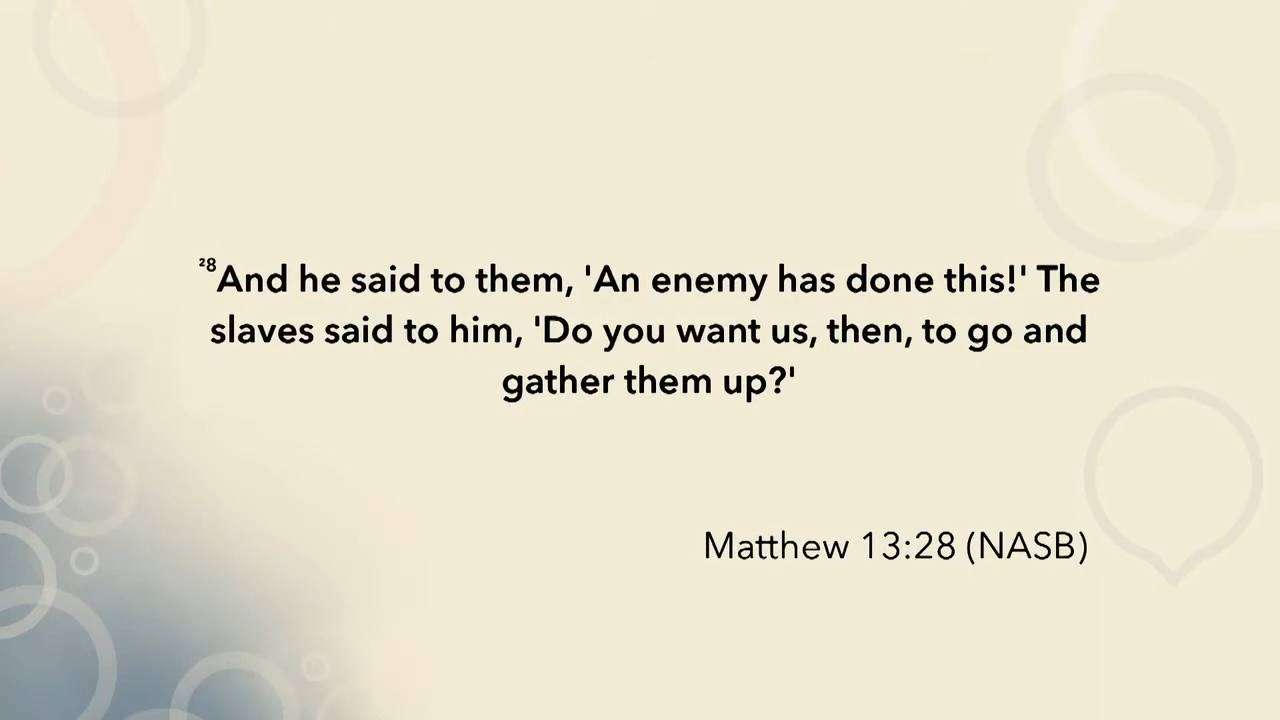 ²⁸And he said to them, 'An enemy has done this!' The
slaves said to him, 'Do you want us, then, to go and
gather them up?'
Matthew 13:28 (NASB)